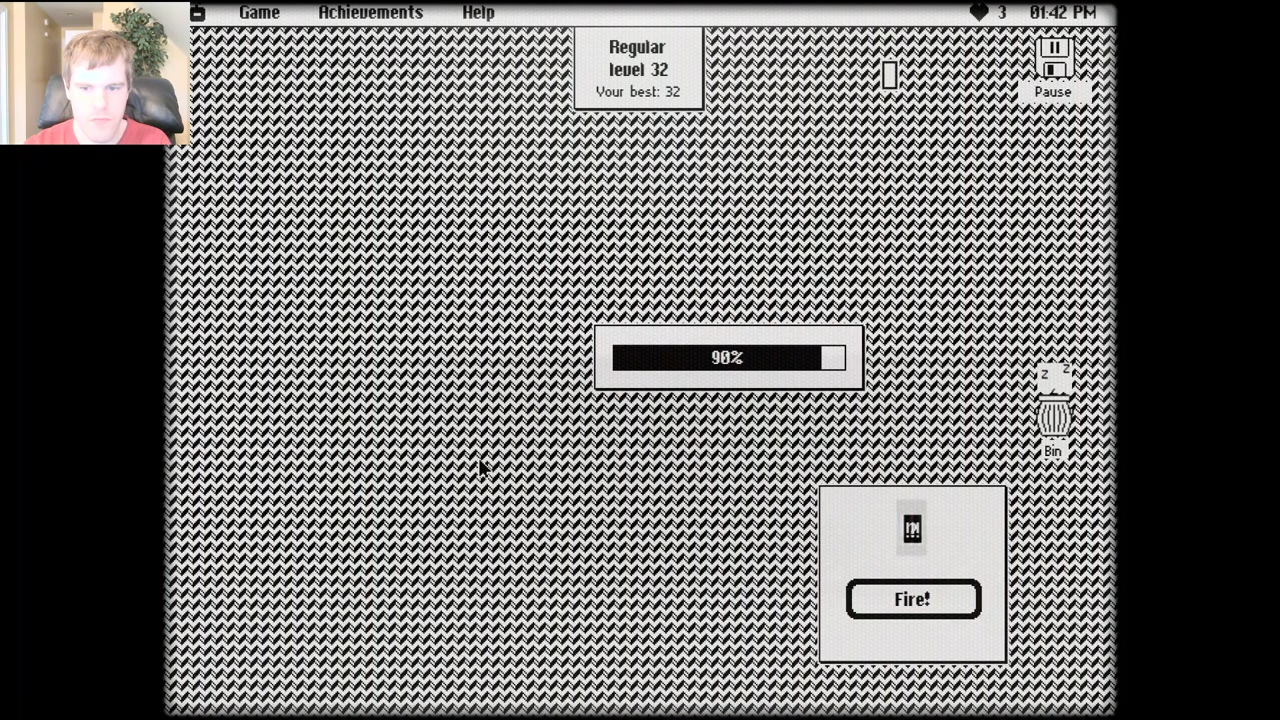 Game Achievements Help 3 01:42 PM
Regular
level 32
Your best: 32
Pause
90%
z z
Bin
Fire!